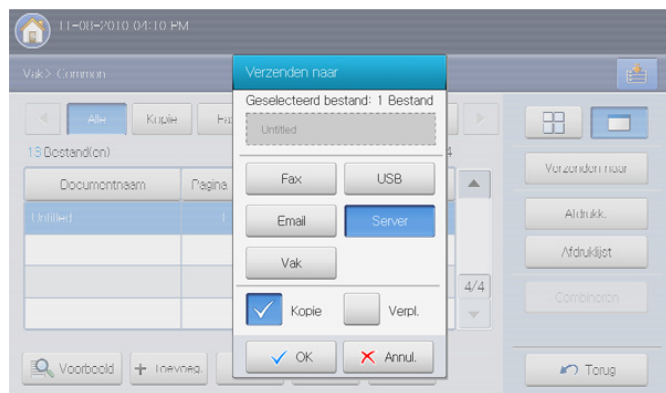 11-08-2010 04:10 PM
Vak> Common
Verzenden naar
Geselecteerd bestand: 1 Bestand
Untitled
Alle Kopie
13 Bestand(en)
Documentnaam Pagina
Untitled 1
Fax USB
Email Server
Vak
4/4
Kopie Verpl.
OK Annul.
Verzenden naar
Afdrukk.
Afdruklijst
Combineren
Voorbeeld Toevoeg.
Terug